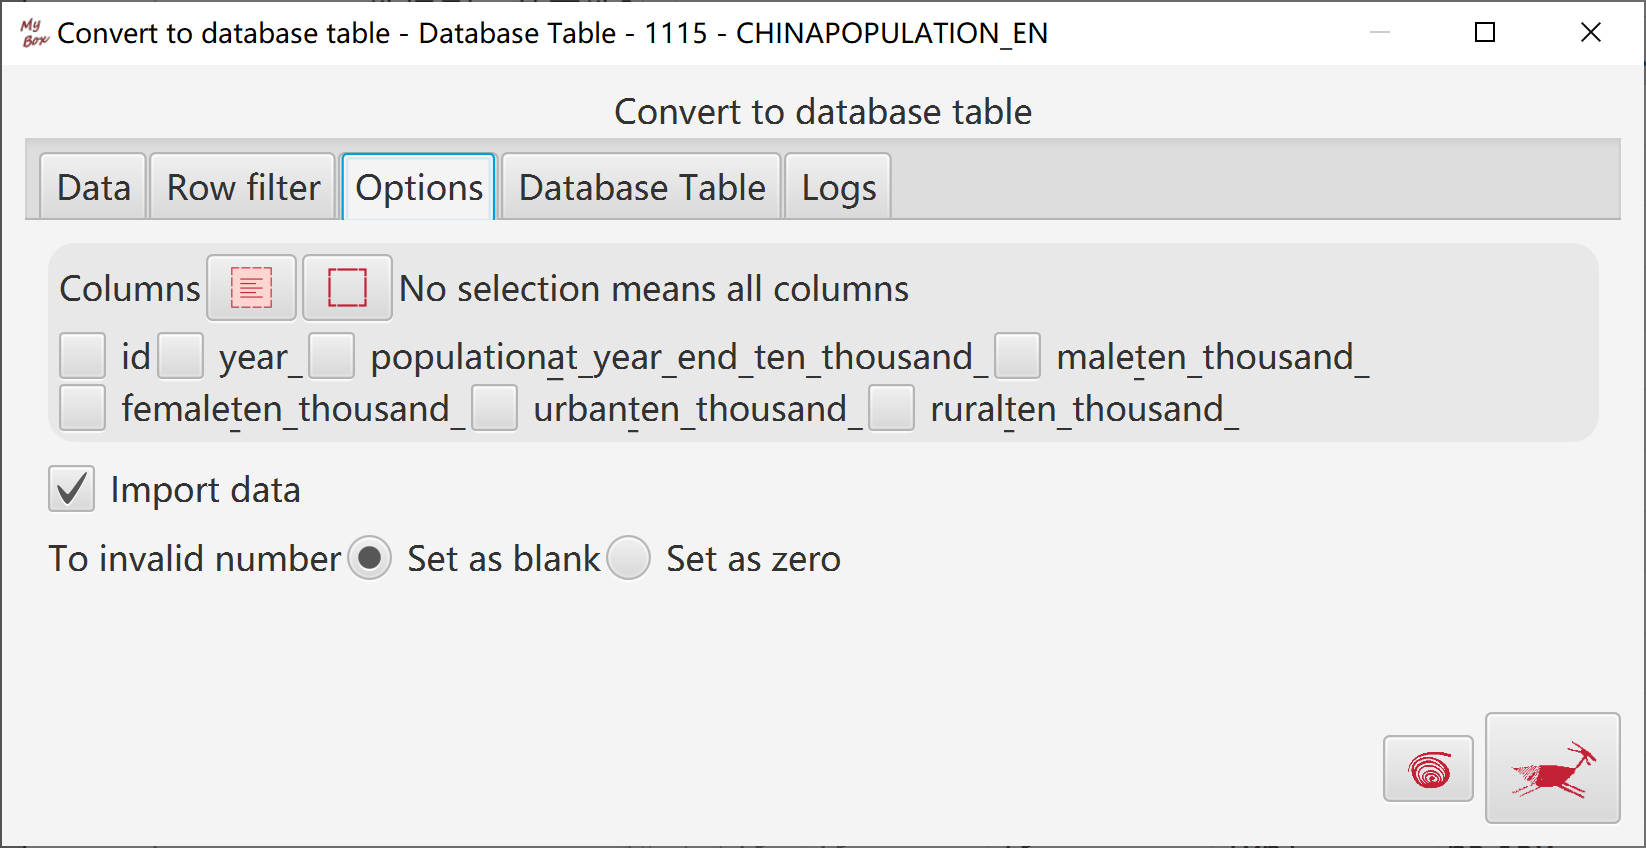 My Box Convert to database table - Database Table - 1115 - CHINAPOPULATION_EN
Convert to database table
Data Row filter Options Database Table Logs
Columns No selection means all columns
id year_ populationat_year_end_ten_thousand_ maleten_thousand_
femaleten_thousand_ urbanten_thousand_ ruralten_thousand_
Import data
To invalid number Set as blank Set as zero